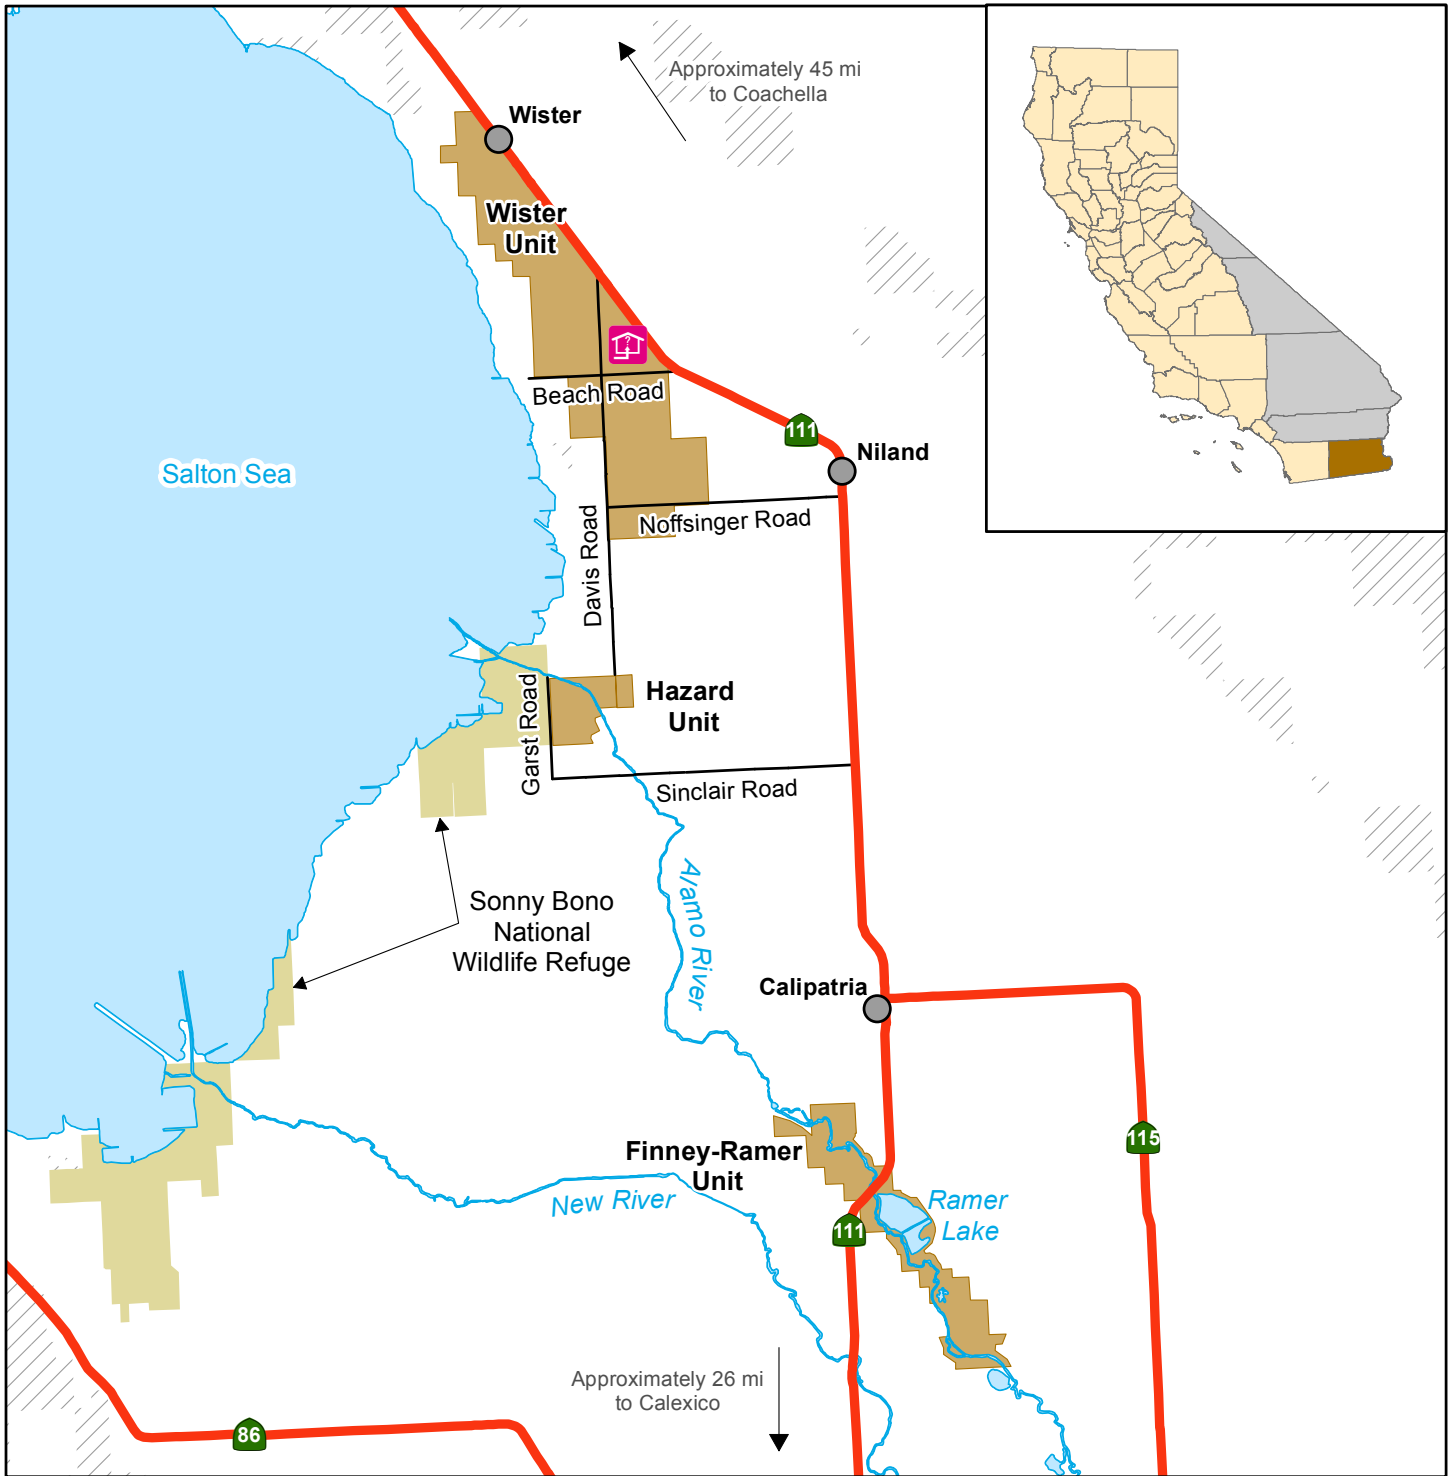 Approximately 45 mi
to Coachella
Wister
Wister
Unit
?
Beach Road
111
Niland
Salton Sea
Noffsinger Road
Davis Road
Hazard
Unit
Garst Road
Sinclair Road
Alamo River
Sonny Bono
National
Wildlife Refuge
Calipatria
115
Finney-Ramer
Unit
New River
Ramer
Lake
111
Approximately 26 mi
to Calexico
86